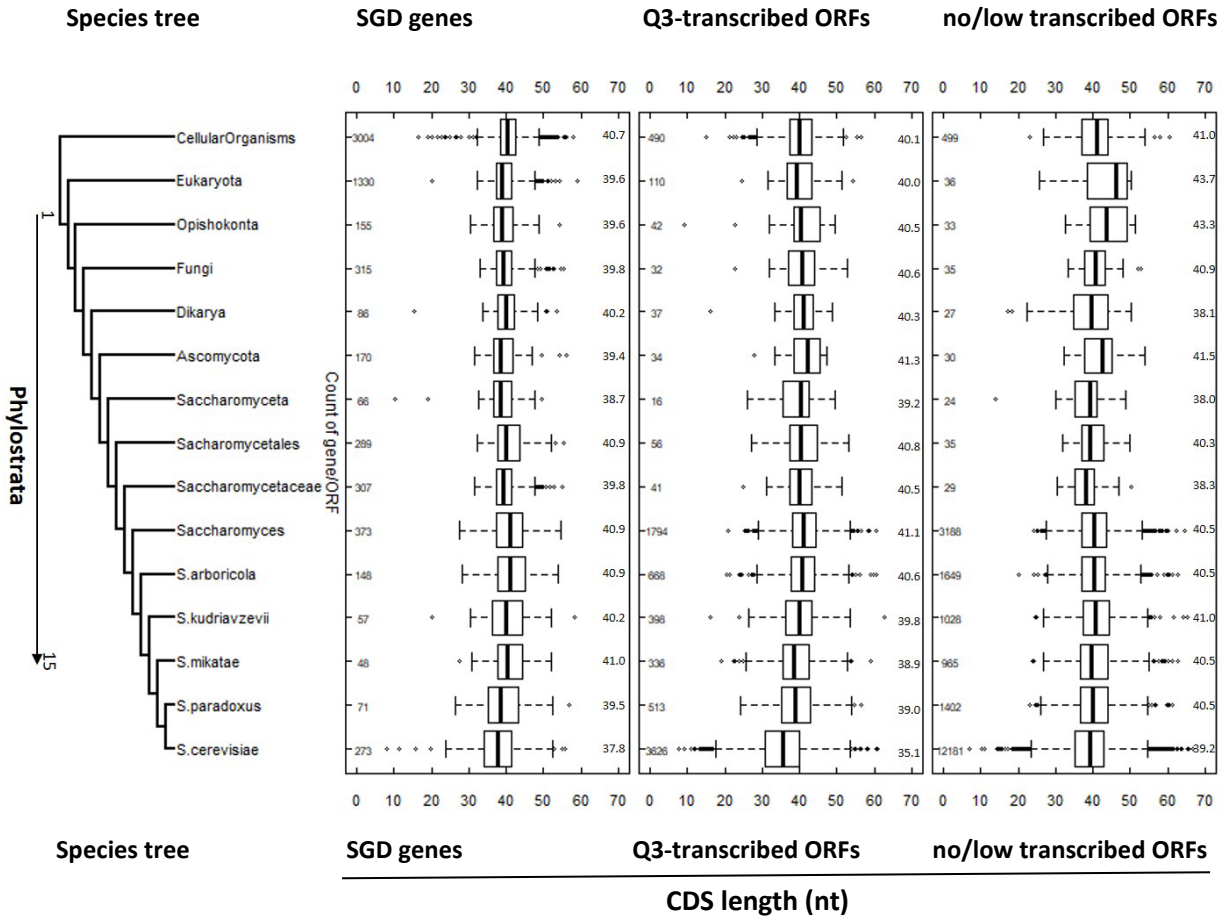 Species tree SGD genes Q3-transcribed ORFs no/low transcribed ORFs
0 10 20 30 40 50 60 70 0 10 20 30 40 50 60 70 0 10 20 30 40 50 60 70
CellularOrganisms 3004 40.7 490 40.1 499 41.0
Eukaryota 1330 39.6 110 40.0 36 43.7
1
Opishokonta 155 39.6 42 40.5 33 43.3
Fungi 315 39.8 32 40.6 35 40.9
Dikarya 86 40.2 37 40.3 27 38.1
Ascomycota 170 39.4 34 41.3 30 41.5
Phylostrata
Count of gene/ORF
Saccharomyceta 66 38.7 16 39.2 24 38.0
Sacharomycetales 289 40.9 56 40.8 35 40.3
Saccharomycetaceae 307 39.8 41 40.5 29 38.3
Saccharomyces 373 40.9 1794 41.1 3188 40.5
S.arboricola 148 40.9 668 40.6 1649 40.5
S.kudriavzevii 57 40.2 398 39.8 1028 41.0
15
S.mikatae 48 41.0 336 38.9 965 40.5
S.paradoxus 71 39.5 513 39.0 1402 40.5
S.cerevisiae 273 37.8 3626 35.1 12181 39.2
0 10 20 30 40 50 60 70 0 10 20 30 40 50 60 70 0 10 20 30 40 50 60 70
Species tree SGD genes Q3-transcribed ORFs no/low transcribed ORFs
CDS length (nt)